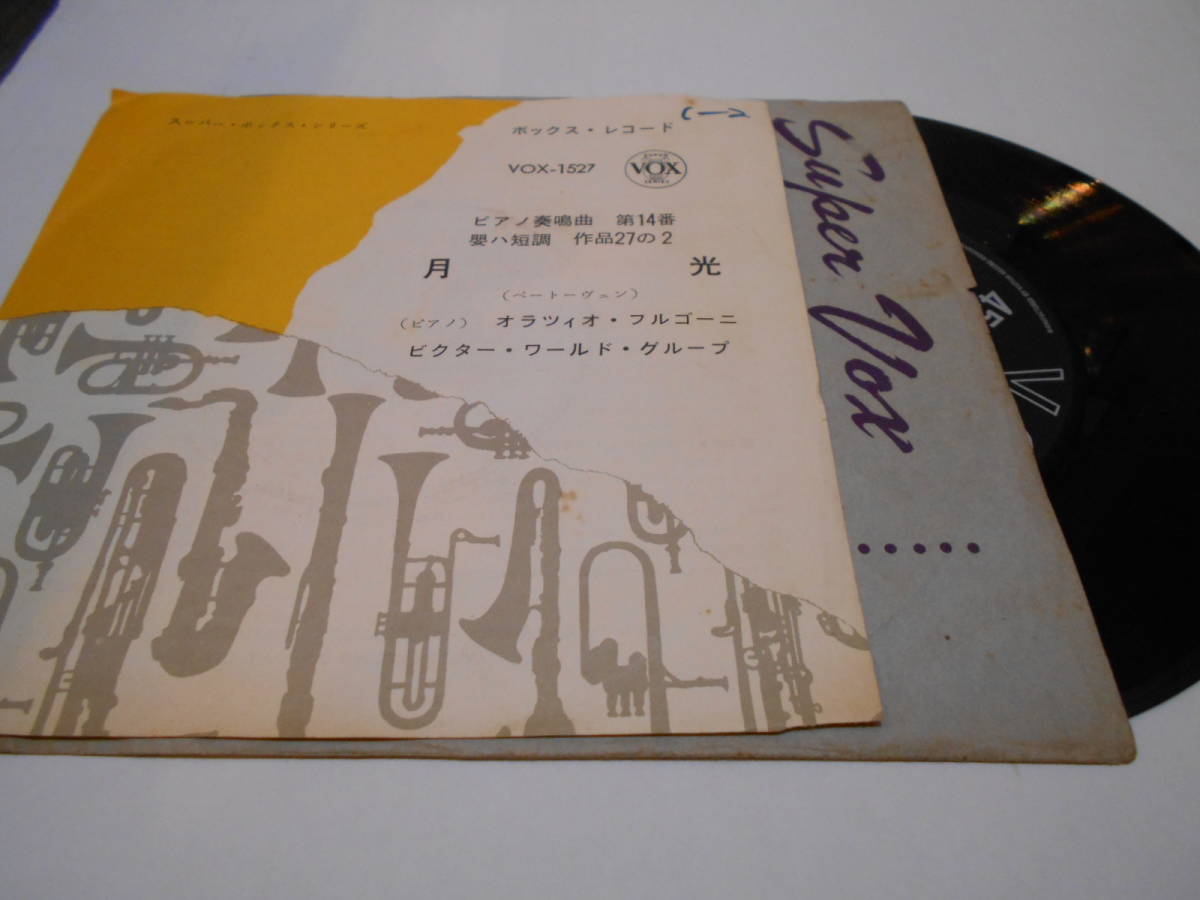 スーパー・ボックス・シリーズ
ボックス・レコード
VOX-1527
SUPER
VOX
SERIES
ピアノ奏鳴曲 第14番
嬰ハ短調 作品27の2
月光
(ベートーヴェン)
(ピアノ) オラツィオ・フルゴーニ
ビクター・ワールド・グループ
Super Vox